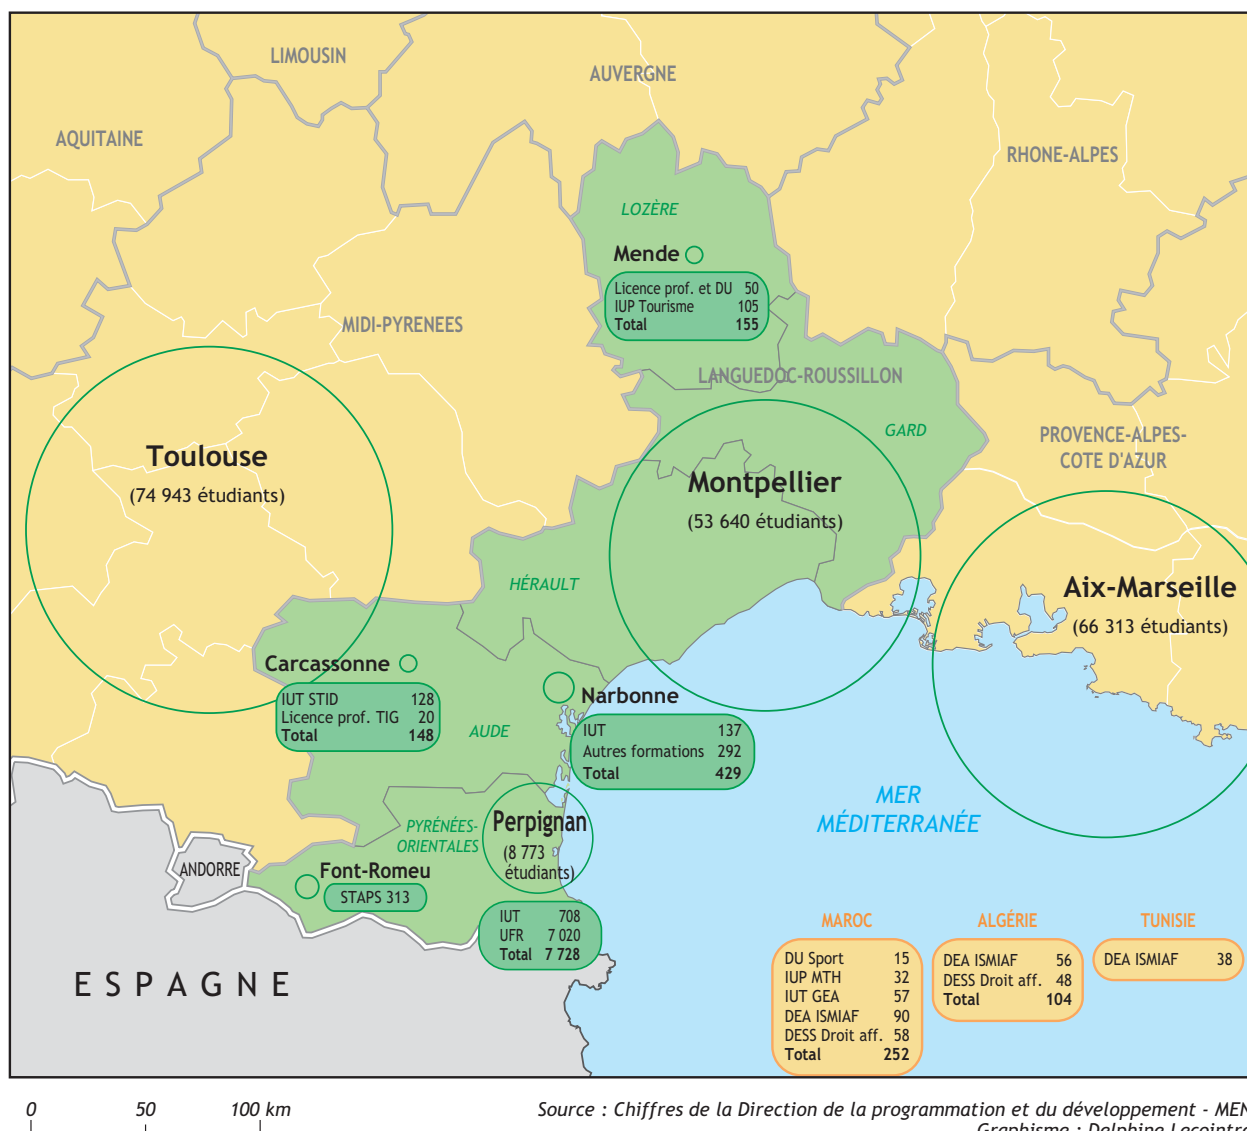 LIMOUSIN
AUVERGNE
AQUITAINE
RHONE-ALPES
LOZÈRE
Mende
Licence prof. et DU 50
IUP Tourisme 105
Total 155
MIDI-PYRENEES
LANGUEDOC-ROUSSILLON
GARD
PROVENCE-ALPES-
COTE D'AZUR
Toulouse
(74 943 étudiants)
Montpellier
(53 640 étudiants)
HÉRAULT
Aix-Marseille
(66 313 étudiants)
Carcassonne
IUT STID 128
Licence prof. TIG 20
Total 148
AUDE
Narbonne
IUT 137
Autres formations 292
Total 429
MER
MÉDITERRANÉE
PYRÉNÉES-
ORIENTALES
Perpignan
(8 773
étudiants)
IUT 708
UFR 7 020
Total 7 728
ANDORRE
Font-Romeu
STAPS 313
ESPAGNE
MAROC
DU Sport 15
IUP MTH 32
IUT GEA 57
DEA ISMIAF 90
DESS Droit aff. 58
Total 252
ALGÉRIE
DEA ISMIAF 56
DESS Droit aff. 48
Total 104
TUNISIE
DEA ISMIAF 38
0 50 100 km
Source : Chiffres de la Direction de la programmation et du développement - MEN
Graphisme : Delphine Lecointre